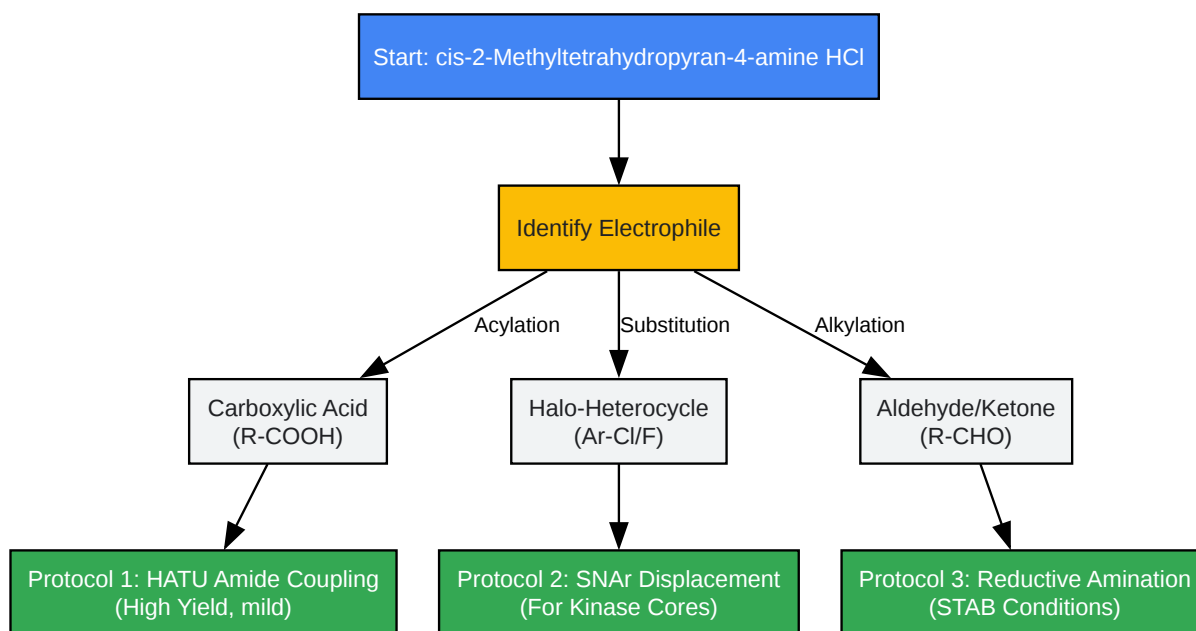 Start: cis-2-Methyltetrahydropyran-4-amine HCl
Identify Electrophile
Acylation
Substitution
Alkylation
Carboxylic Acid
(R-COOH)
Halo-Heterocycle
(Ar-Cl/F)
Aldehyde/Ketone
(R-CHO)
Protocol 1: HATU Amide Coupling
(High Yield, mild)
Protocol 2: SNAr Displacement
(For Kinase Cores)
Protocol 3: Reductive Amination
(STAB Conditions)